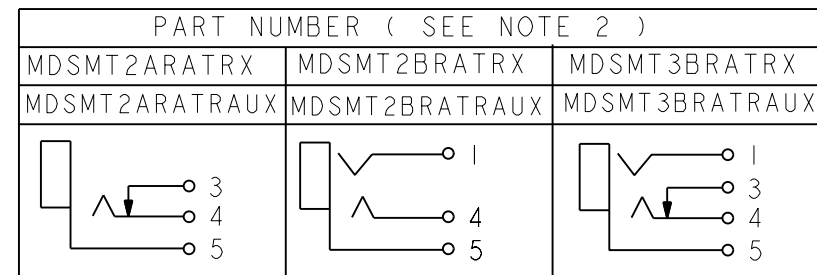 PART NUMBER ( SEE NOTE 2 )
MDSMT2ARATRX MDSMT2BRATRX MDSMT3BRATRX
MDSMT2ARATRAUX MDSMT2BRATRAUX MDSMT3BRATRAUX
1 1
3 3
4 4 4
5 5 5